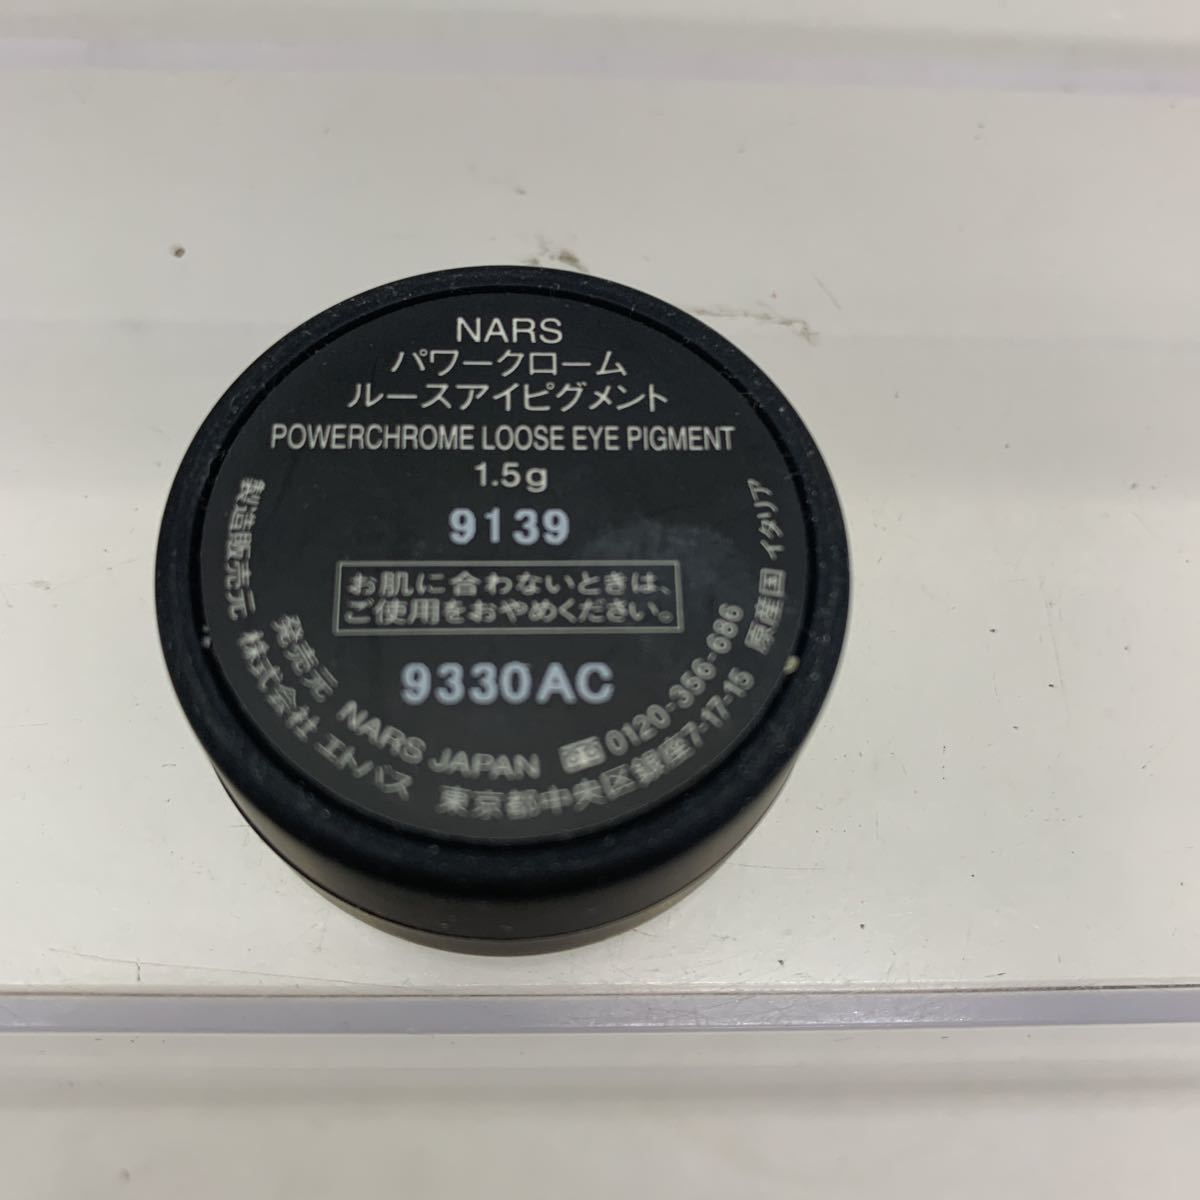 NARS
パワークローム
ルースアイピグメント
POWERCHROME LOOSE EYE PIGMENT
1.5g
9139
お肌に合わないときは、
ご使用をおやめください。
9330AC
発売元 NARS JAPAN 0120-356-686
製造販売元 株式会社エトバス 東京都中央区銀座7-17-15 原産国 イタリア